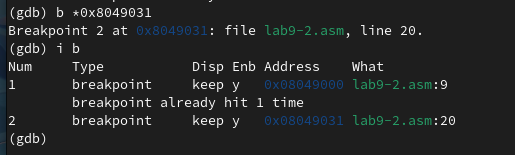 (gdb) b *0x8049031
Breakpoint 2 at 0x8049031: file lab9-2.asm, line 20.
(gdb) i b
Num     Type           Disp Enb Address    What
1       breakpoint     keep y   0x08049000 lab9-2.asm:9
        breakpoint already hit 1 time
2       breakpoint     keep y   0x08049031 lab9-2.asm:20
(gdb)